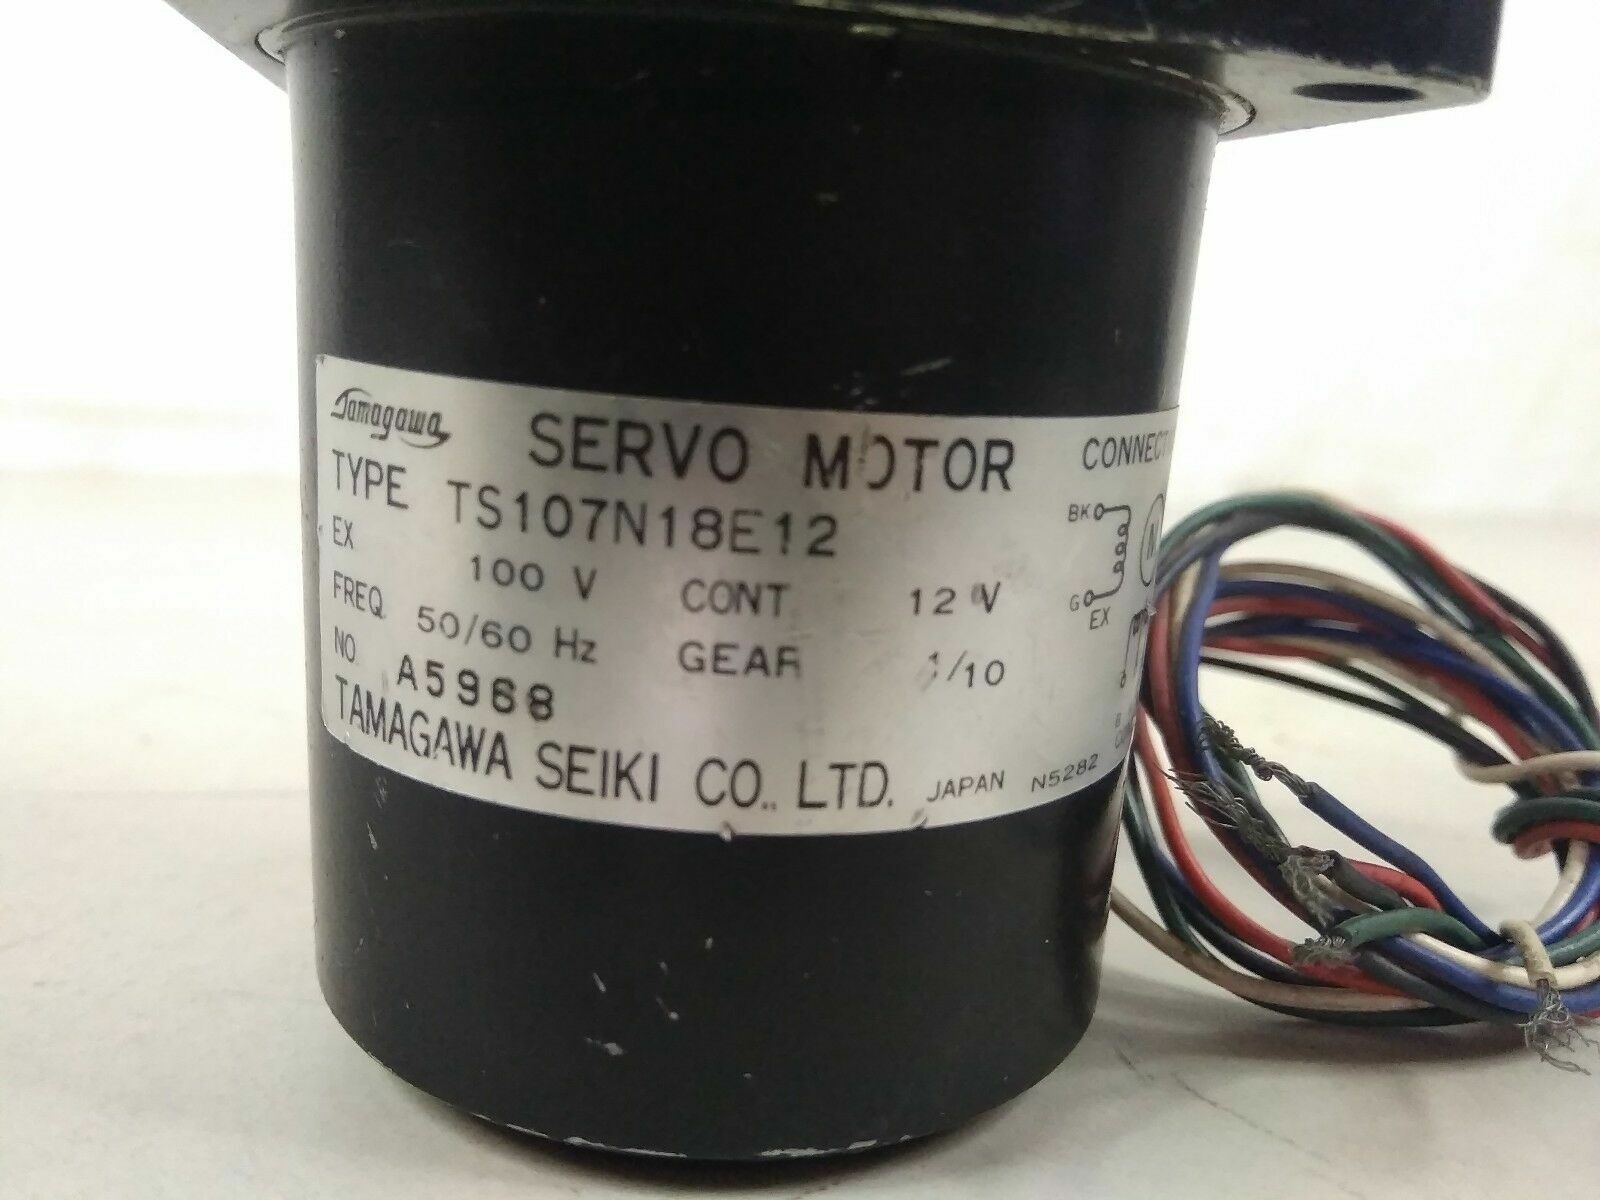 Tamagawa SERVO MOTOR CONNECT
TYPE TS107N18E12
EX 100 V CONT 12 V
FREQ 50/60 Hz GEAR 1/10
NO A5968
TAMAGAWA SEIKI CO., LTD. JAPAN N5282
BK
G
EX